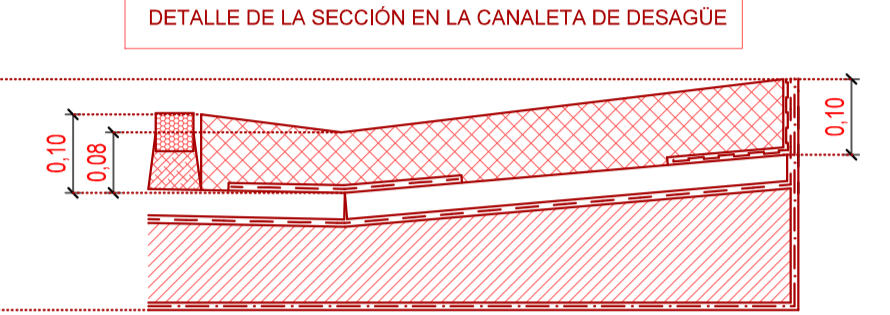 DETALLE DE LA SECCIÓN EN LA CANALETA DE DESAGÜE
0,10
0,08
0,10